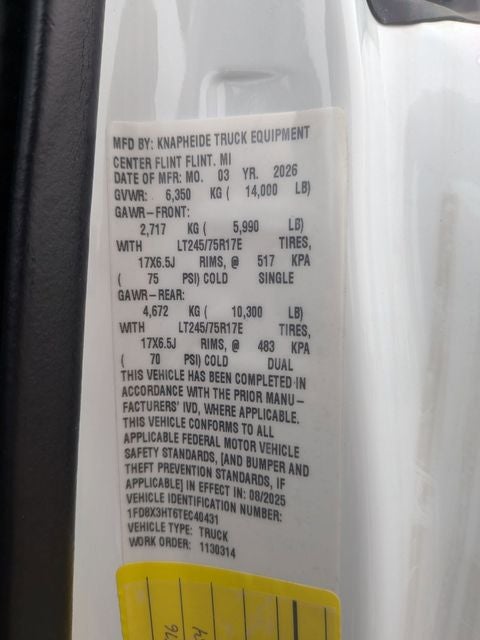 MFD BY: KNAPHEIDE TRUCK EQUIPMENT
CENTER FLINT FLINT, MI
DATE OF MFR: MO. 03 YR. 2026
GVWR: 6,350 KG ( 14,000 LB)
GAWR-FRONT:
2,717 KG ( 5,990 LB)
WITH LT245/75R17E TIRES,
17X6.5J RIMS, @ 517 KPA
( 75 PSI) COLD SINGLE
GAWR-REAR:
4,672 KG ( 10,300 LB)
WITH LT245/75R17E TIRES,
17X6.5J RIMS, @ 483 KPA
( 70 PSI) COLD DUAL
THIS VEHICLE HAS BEEN COMPLETED IN
ACCORDANCE WITH THE PRIOR MANU-
FACTURERS' IVD, WHERE APPLICABLE.
THIS VEHICLE CONFORMS TO ALL
APPLICABLE FEDERAL MOTOR VEHICLE
SAFETY STANDARDS, [AND BUMPER AND
THEFT PREVENTION STANDARDS, IF
APPLICABLE] IN EFFECT IN: 08/2025
VEHICLE IDENTIFICATION NUMBER:
1FD8X3HT6TEC40431
VEHICLE TYPE: TRUCK
WORK ORDER: 1130314